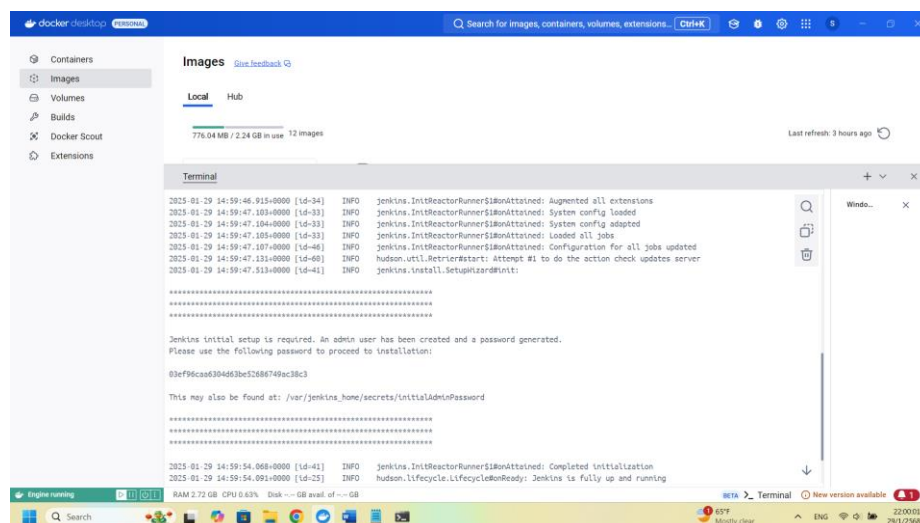 docker desktop PERSONAL
Search for images, containers, volumes, extensions... Ctrl+K
S
Containers
Images
Volumes
Builds
Docker Scout
Extensions
Images Give feedback
Local Hub
776.04 MB / 2.24 GB in use 12 images
Last refresh: 3 hours ago
Terminal
Windo...
2025-01-29 14:59:46.915+0000 [id=34] INFO jenkins.InitReactorRunner$1#onAttained: Augmented all extensions
2025-01-29 14:59:47.103+0000 [id=33] INFO jenkins.InitReactorRunner$1#onAttained: System config loaded
2025-01-29 14:59:47.104+0000 [id=33] INFO jenkins.InitReactorRunner$1#onAttained: System config adapted
2025-01-29 14:59:47.105+0000 [id=33] INFO jenkins.InitReactorRunner$1#onAttained: Loaded all jobs
2025-01-29 14:59:47.107+0000 [id=46] INFO jenkins.InitReactorRunner$1#onAttained: Configuration for all jobs updated
2025-01-29 14:59:47.131+0000 [id=60] INFO hudson.util.Retrier#start: Attempt #1 to do the action check updates server
2025-01-29 14:59:47.513+0000 [id=41] INFO jenkins.install.SetupWizard#init:
*************************************************************
*************************************************************
*************************************************************
Jenkins initial setup is required. An admin user has been created and a password generated.
Please use the following password to proceed to installation:
03ef96caa6304d63be52686749ac38c3
This may also be found at: /var/jenkins_home/secrets/initialAdminPassword
*************************************************************
*************************************************************
*************************************************************
2025-01-29 14:59:54.068+0000 [id=41] INFO jenkins.InitReactorRunner$1#onAttained: Completed initialization
2025-01-29 14:59:54.091+0000 [id=25] INFO hudson.lifecycle.Lifecycle#onReady: Jenkins is fully up and running
Engine running
RAM 2.72 GB CPU 0.63% Disk --.-- GB avail. of --.-- GB
BETA >_ Terminal
New version available
1
Search
65°F
Mostly clear
ENG
22:00:02
29/1/2568